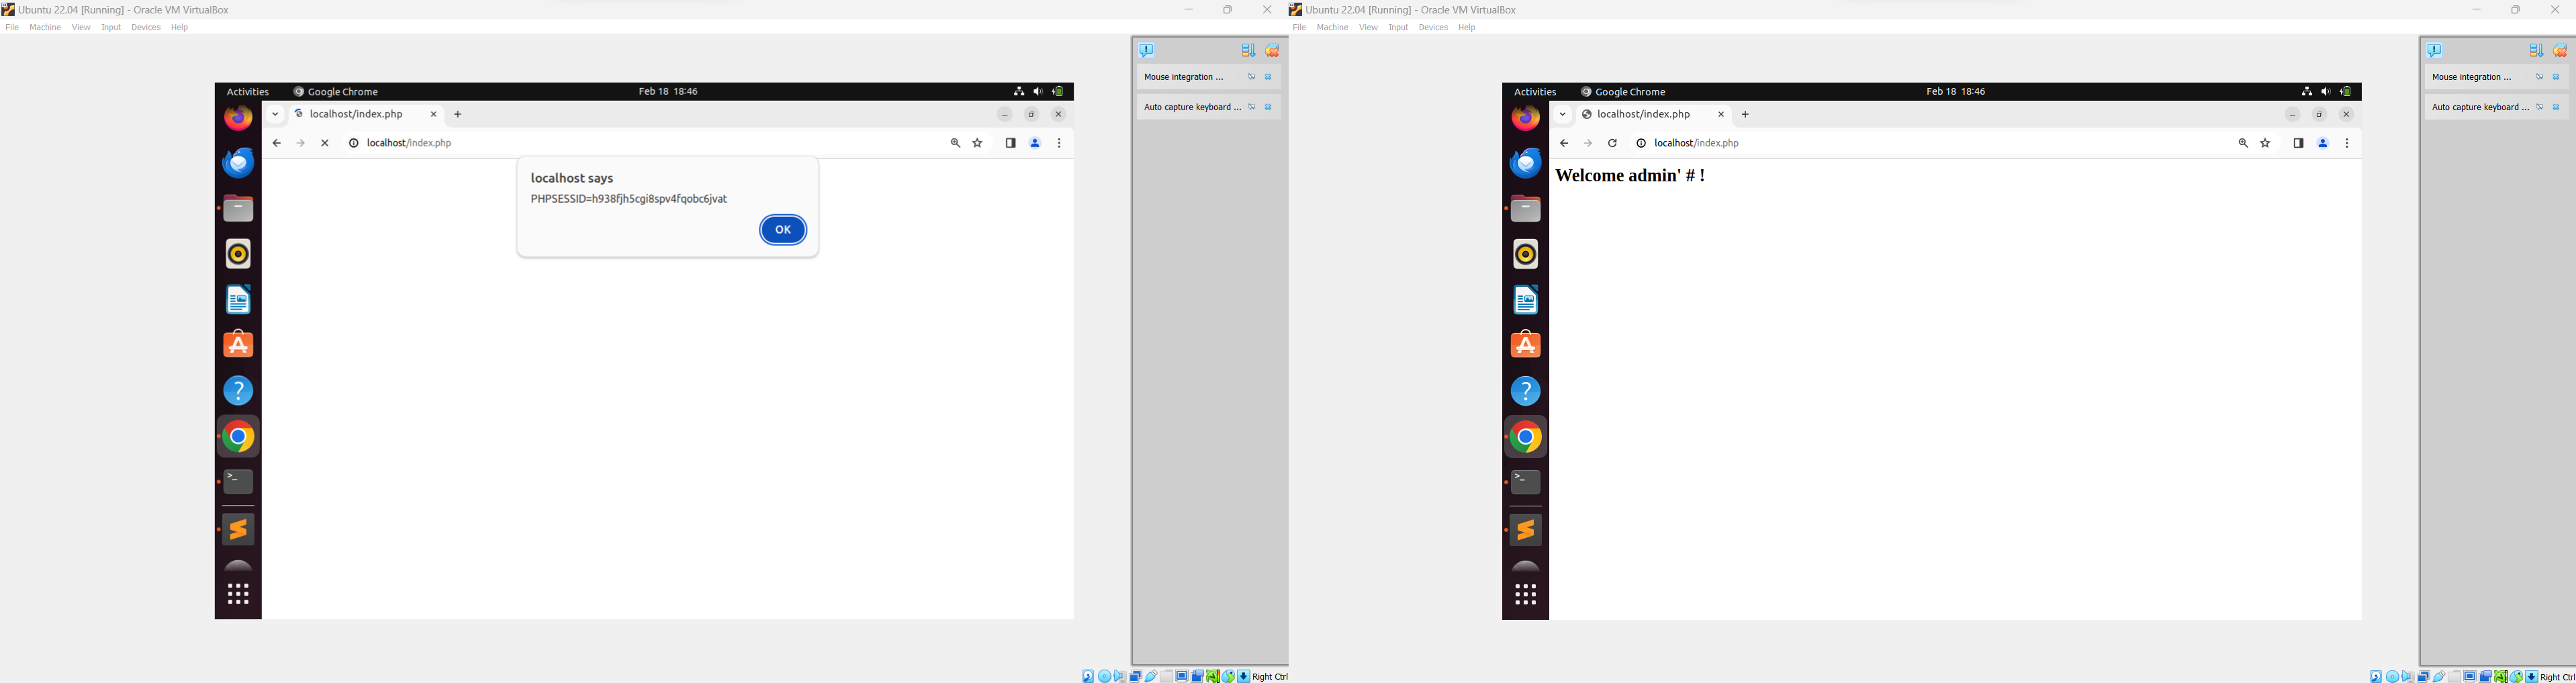 Ubuntu 22.04 [Running] - Oracle VM VirtualBox
File Machine View Input Devices Help
Mouse integration ...
Auto capture keyboard ...
Activities Google Chrome Feb 18 18:46
localhost/index.php
localhost/index.php
localhost says
PHPSESSID=h938fjh5cgi8spv4fqobc6jvat
OK
Right Ctrl
Ubuntu 22.04 [Running] - Oracle VM VirtualBox
File Machine View Input Devices Help
Mouse integration ...
Auto capture keyboard ...
Activities Google Chrome Feb 18 18:46
localhost/index.php
localhost/index.php
Welcome admin' # !
Right Ctrl